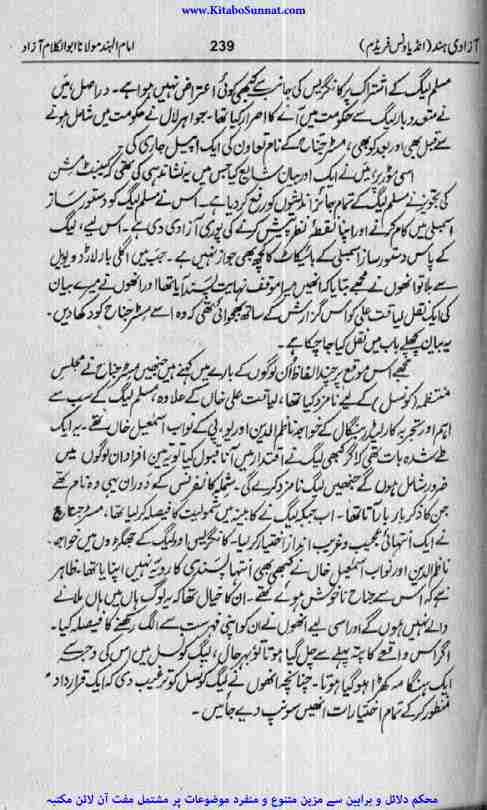 www.KitaboSunnat.com
آزادی ہند (انڈیا ونس فریڈم)
239
امام الہند مولانا ابوالکلام آزاد
مسلم لیگ کے اشتراک پر کانگریس کی جانب سے کبھی کوئی اعتراض نہیں ہوا ہے۔ دراصل، میں
نے متعدد بار لیگ سے حکومت میں آنے کا اصرار کیا تھا۔ جواہر لال نے حکومت میں شامل ہونے
سے قبل بھی اور بعد کو بھی، مسٹر جناح کے نام تعاون کی ایک اپیل جاری کی۔
اسی موڑ پر، میں نے ایک اور بیان شایع کیا جس میں یہ نشاندہی کی تھی کہ کیبنٹ مشن
کی تجویز نے مسلم لیگ کے تمام جائز اندیشوں کو رفع کر دیا ہے۔ اس نے مسلم لیگ کو دستور ساز
اسمبلی میں کام کرنے اور اپنا نقطۂ نظر پیش کرنے کی پوری آزادی دی ہے۔ اس لیے، لیگ
کے پاس دستور ساز اسمبلی کے بائیکاٹ کا کچھ بھی جواز نہیں ہے۔ جب میں اگلی بار لارڈ ویول
سے ملا تو انھوں نے مجھے بتایا کہ انھیں میرا موقف نہایت پسند آیا تھا اور انھوں نے میرے بیان
کی ایک نقل لیاقت علی کو اس گزارش کے ساتھ بھجوائی تھی کہ وہ اسے مسٹر جناح کو دکھا دیں۔
یہ بیان پچھلے باب میں نقل کیا جا چکا ہے۔
مجھے اس موقع پر چند الفاظ ان لوگوں کے بارے میں کہنے ہیں جنھیں مسٹر جناح نے مجلس
منتظمہ (کونسل) کے لیے نامزد کیا تھا، لیاقت علی خاں کے علاوہ، مسلم لیگ کے سب سے
اہم اور تجربہ کار لیڈر بنگال کے خواجہ ناظم الدین اور یو پی کے نواب اسمٰعیل خاں تھے۔ یہ ایک
طے شدہ بات تھی کہ اگر کبھی لیگ نے اقتدار میں آنا قبول کیا تو یہ تین افراد ان لوگوں میں
ضرور شامل ہوں گے جنھیں لیگ نامزد کرے گی۔ شملہ کانفرنس کے دوران یہی وہ نام تھے
جن کا ذکر بار بار آتا تھا۔ اب جبکہ لیگ نے کابینہ میں شمولیت کا فیصلہ کر لیا تھا، مسٹر جناح
نے ایک انتہائی عجیب و غریب انداز اختیار کر لیا۔ کانگریس اور لیگ کے جھگڑوں میں خواجہ
ناظم الدین اور نواب اسمٰعیل خاں نے کبھی بھی انتہا پسندی کا رویہ نہیں اپنایا تھا۔ ظاہر
ہے کہ اس سے جناح ناخوش ہوئے تھے۔ ان کا خیال تھا کہ یہ لوگ ہاں میں ہاں ملانے
والے نہیں ہوں گے اور اسی لیے انھوں نے ان کو اپنی فہرست سے الگ رکھنے کا فیصلہ کیا۔
اگر اس واقعے کا پتہ پہلے سے چل گیا ہوتا تو بہرحال، لیگ کونسل میں اس کی وجہ سے
ایک ہنگامہ کھڑا ہو گیا ہوتا۔ چنانچہ انھوں نے لیگ کونسل کو ترغیب دی کہ ایک قرارداد
منظور کر کے تمام اختیارات انھیں سونپ دیے جائیں۔
محکم دلائل و براہین سے مزین متنوع و منفرد موضوعات پر مشتمل مفت آن لائن مکتبہ